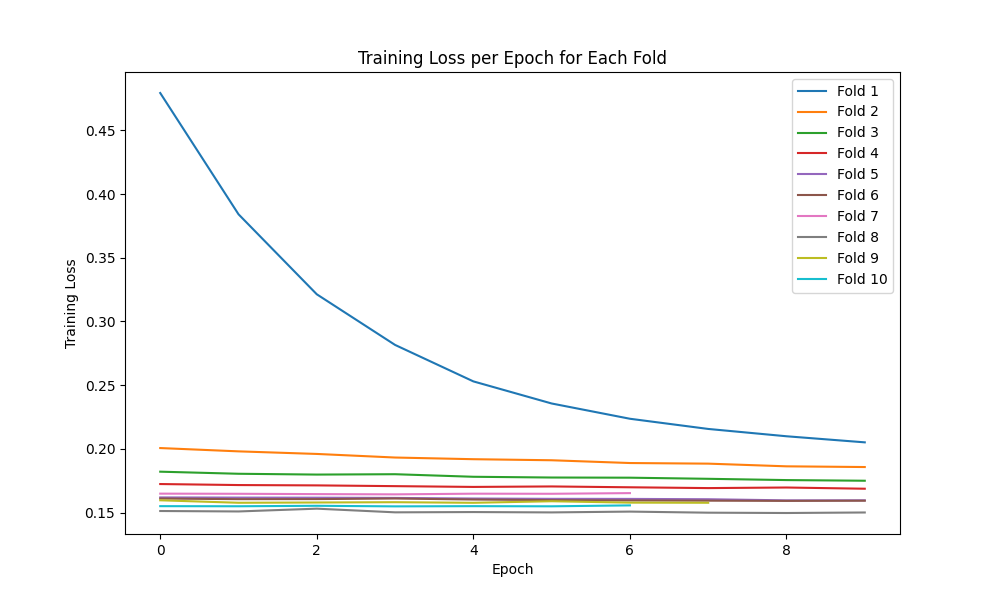 Training Loss per Epoch for Each Fold
Training Loss
0.45
0.40
0.35
0.30
0.25
0.20
0.15
Fold 1
Fold 2
Fold 3
Fold 4
Fold 5
Fold 6
Fold 7
Fold 8
Fold 9
Fold 10
0 2 4 6 8
Epoch